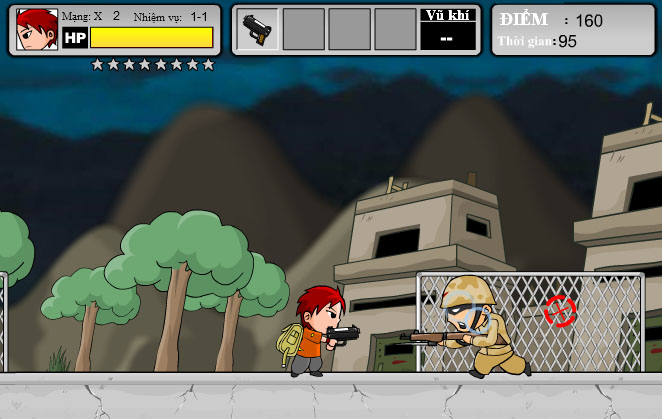 Mạng: X 2 Nhiệm vụ: 1-1
HP
Vũ khí
--
ĐIỂM : 160
Thời gian: 95